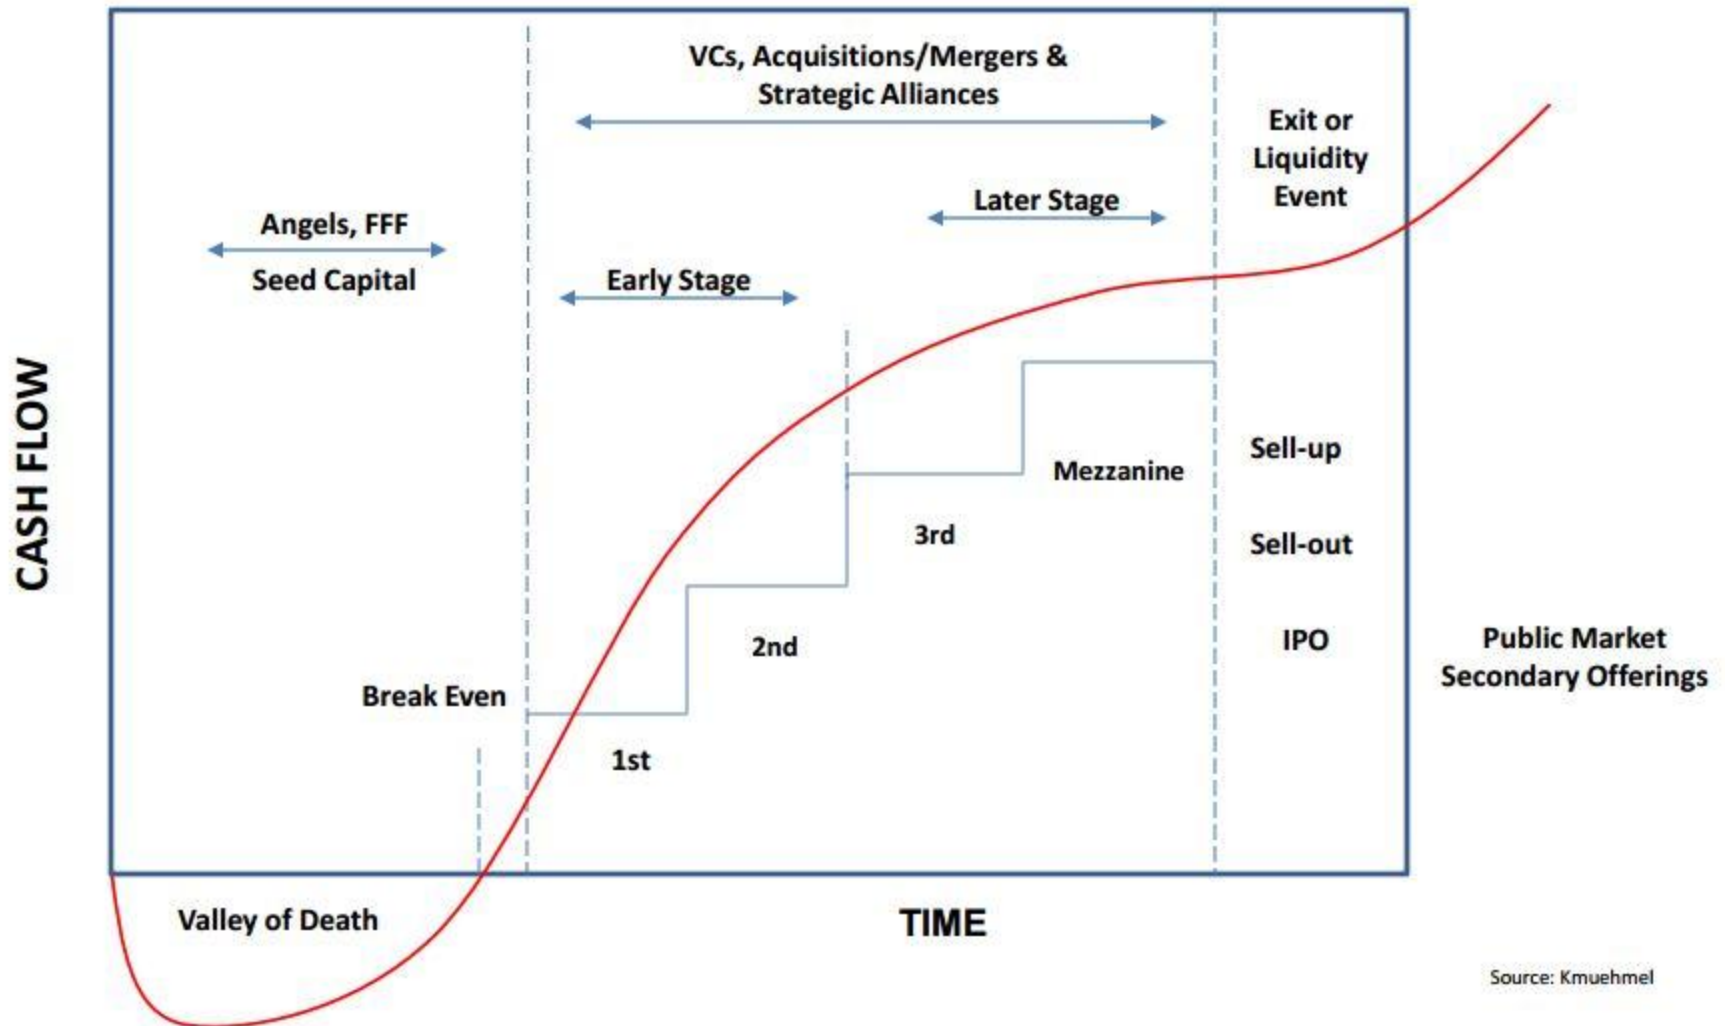 VCs, Acquisitions/Mergers &
Strategic Alliances
Exit or
Liquidity
Event
Later Stage
Angels, FFF
Seed Capital
Early Stage
CASH FLOW
Sell-up
Mezzanine
3rd
Sell-out
2nd
IPO
Public Market
Secondary Offerings
Break Even
1st
Valley of Death
TIME
Source: Kmuehmel